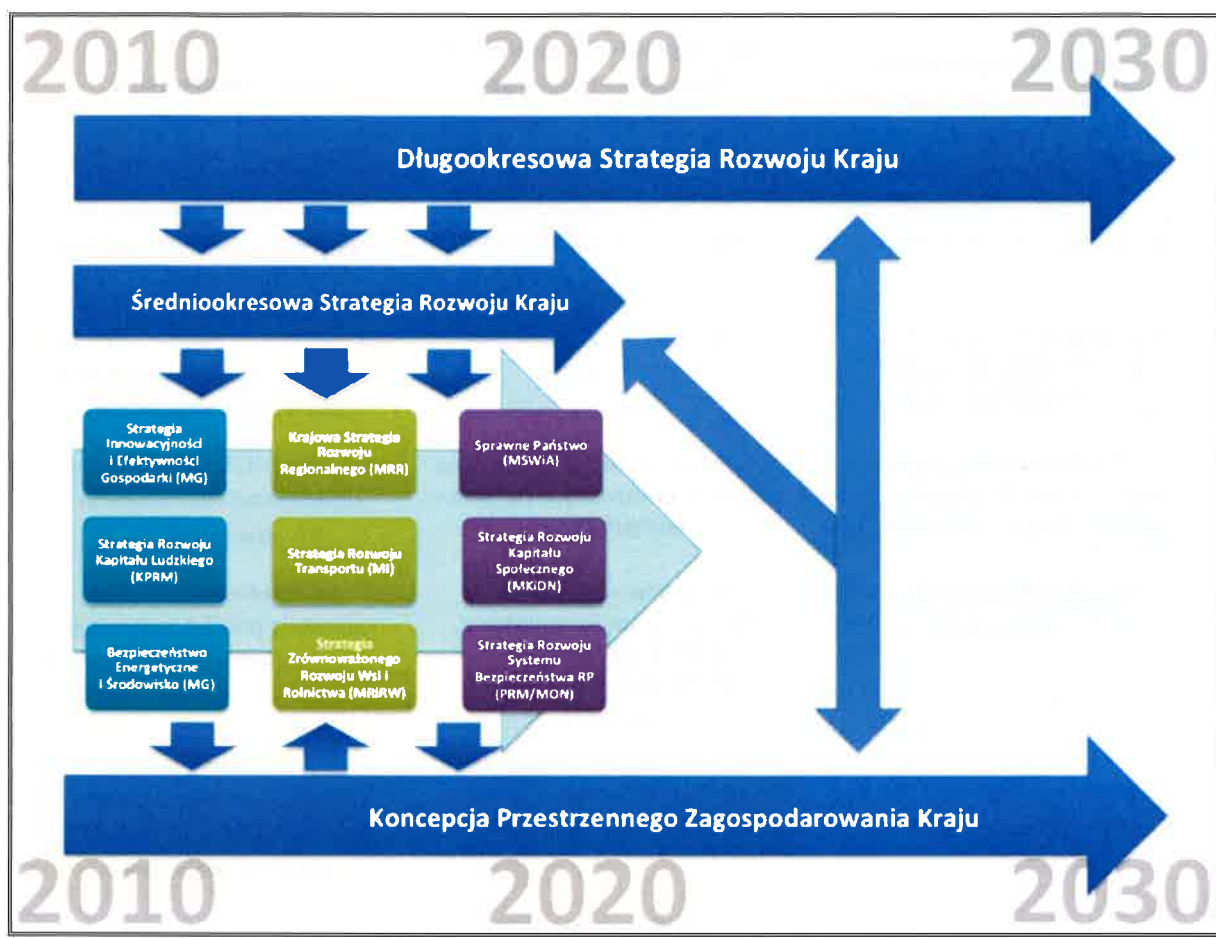 2010 2020 2030
Długookresowa Strategia Rozwoju Kraju
Średniookresowa Strategia Rozwoju Kraju
Strategia
Innowacyjności
i Efektywności
Gospodarki (MG)
Krajowa Strategia
Rozwoju
Regionalnego (MRR)
Sprawne Państwo
(MSWiA)
Strategia Rozwoju
Kapitału Ludzkiego
(KPRM)
Strategia Rozwoju
Transportu (MI)
Strategia Rozwoju
Kapitału
Społecznego
(MKiDN)
Bezpieczeństwo
Energetyczne
i Środowisko (MG)
Strategia
Zrównoważonego
Rozwoju Wsi i
Rolnictwa (MRiRW)
Strategia Rozwoju
Systemu
Bezpieczeństwa RP
(PRM/MON)
Koncepcja Przestrzennego Zagospodarowania Kraju
2010 2020 2030